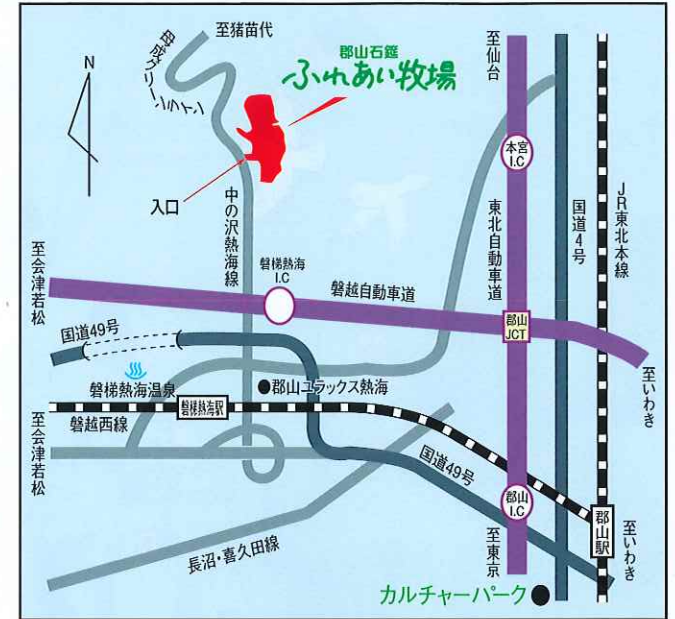 至猪苗代
郡山石筵
ふれあい牧場
至仙台
N
母成グリーンライン
本宮
I.C
入口
中の沢熱海線
東北自動車道
国道4号
JR東北本線
至会津若松
磐梯熱海
I.C
磐越自動車道
郡山
JCT
国道49号
磐梯熱海温泉
郡山ユラックス熱海
至いわき
磐梯熱海駅
磐越西線
至会津若松
国道49号
郡山
I.C
郡山駅
至いわき
長沼・喜久田線
至東京
カルチャーパーク